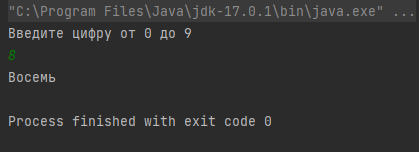 "C:\Program Files\Java\jdk-17.0.1\bin\java.exe" ...
Введите цифру от 0 до 9
8
Восемь
Process finished with exit code 0